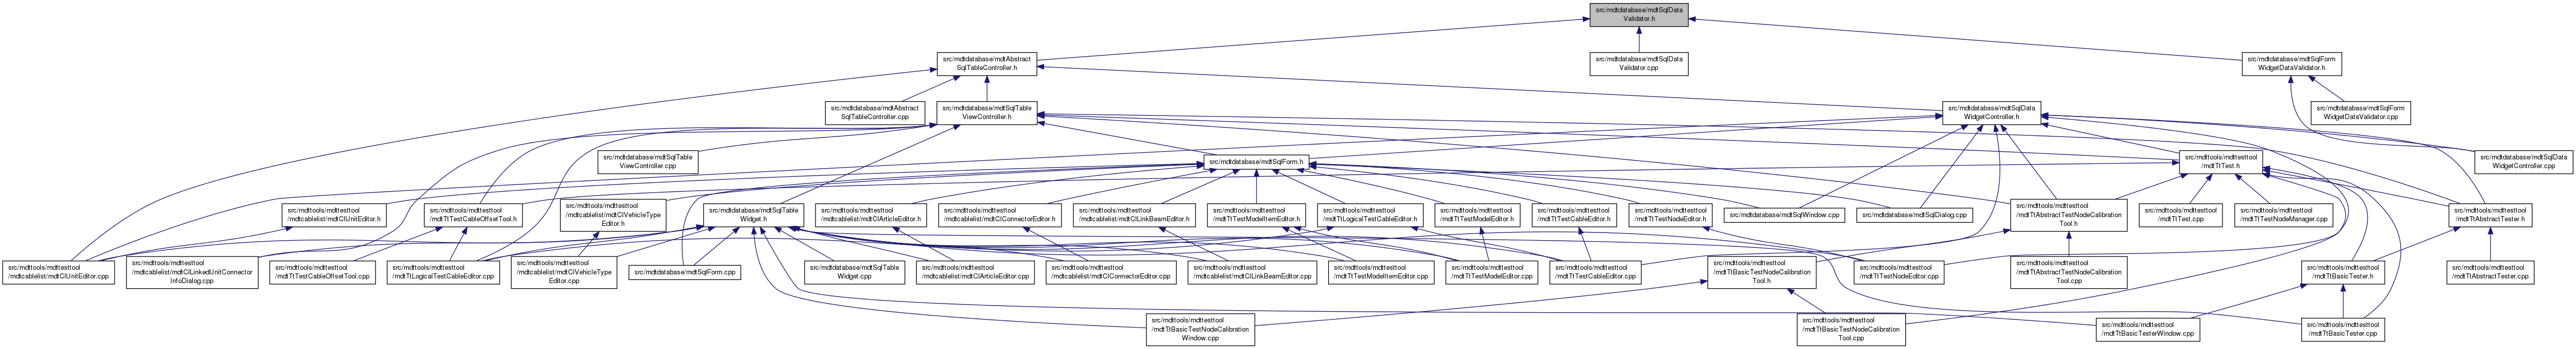 src/mdtdatabase/mdtSqlData
Validator.h
src/mdtdatabase/mdtAbstract
SqlTableController.h
src/mdtdatabase/mdtSqlData
Validator.cpp
src/mdtdatabase/mdtSqlForm
WidgetDataValidator.h
src/mdtdatabase/mdtAbstract
SqlTableController.cpp
src/mdtdatabase/mdtSqlTable
ViewController.h
src/mdtdatabase/mdtSqlData
WidgetController.h
src/mdtdatabase/mdtSqlForm
WidgetDataValidator.cpp
src/mdtdatabase/mdtSqlTable
ViewController.cpp
src/mdtdatabase/mdtSqlForm.h
src/mdttools/mdttesttool
/mdtTtTest.h
src/mdtdatabase/mdtSqlData
WidgetController.cpp
src/mdttools/mdttesttool
/mdtcablelist/mdtClUnitEditor.h
src/mdttools/mdttesttool
/mdtTtTestCableOffsetTool.h
src/mdttools/mdttesttool
/mdtcablelist/mdtClVehicleType
Editor.h
src/mdtdatabase/mdtSqlTable
Widget.h
src/mdttools/mdttesttool
/mdtcablelist/mdtClArticleEditor.h
src/mdttools/mdttesttool
/mdtcablelist/mdtClConnectorEditor.h
src/mdttools/mdttesttool
/mdtcablelist/mdtClLinkBeamEditor.h
src/mdttools/mdttesttool
/mdtTtTestModelItemEditor.h
src/mdttools/mdttesttool
/mdtTtLogicalTestCableEditor.h
src/mdttools/mdttesttool
/mdtTtTestModelEditor.h
src/mdttools/mdttesttool
/mdtTtTestCableEditor.h
src/mdttools/mdttesttool
/mdtTtTestNodeEditor.h
src/mdtdatabase/mdtSqlWindow.cpp
src/mdtdatabase/mdtSqlDialog.cpp
src/mdttools/mdttesttool
/mdtTtAbstractTestNodeCalibration
Tool.h
src/mdttools/mdttesttool
/mdtTtTest.cpp
src/mdttools/mdttesttool
/mdtTtTestNodeManager.cpp
src/mdttools/mdttesttool
/mdtTtAbstractTester.h
src/mdttools/mdttesttool
/mdtcablelist/mdtClUnitEditor.cpp
src/mdttools/mdttesttool
/mdtcablelist/mdtClLinkedUnitConnector
InfoDialog.cpp
src/mdttools/mdttesttool
/mdtTtTestCableOffsetTool.cpp
src/mdttools/mdttesttool
/mdtTtLogicalTestCableEditor.cpp
src/mdttools/mdttesttool
/mdtcablelist/mdtClVehicleType
Editor.cpp
src/mdtdatabase/mdtSqlForm.cpp
src/mdtdatabase/mdtSqlTable
Widget.cpp
src/mdttools/mdttesttool
/mdtcablelist/mdtClArticleEditor.cpp
src/mdttools/mdttesttool
/mdtcablelist/mdtClConnectorEditor.cpp
src/mdttools/mdttesttool
/mdtcablelist/mdtClLinkBeamEditor.cpp
src/mdttools/mdttesttool
/mdtTtTestModelItemEditor.cpp
src/mdttools/mdttesttool
/mdtTtTestModelEditor.cpp
src/mdttools/mdttesttool
/mdtTtTestCableEditor.cpp
src/mdttools/mdttesttool
/mdtTtBasicTestNodeCalibration
Tool.h
src/mdttools/mdttesttool
/mdtTtTestNodeEditor.cpp
src/mdttools/mdttesttool
/mdtTtAbstractTestNodeCalibration
Tool.cpp
src/mdttools/mdttesttool
/mdtTtBasicTester.h
src/mdttools/mdttesttool
/mdtTtAbstractTester.cpp
src/mdttools/mdttesttool
/mdtTtBasicTestNodeCalibration
Window.cpp
src/mdttools/mdttesttool
/mdtTtBasicTestNodeCalibration
Tool.cpp
src/mdttools/mdttesttool
/mdtTtBasicTesterWindow.cpp
src/mdttools/mdttesttool
/mdtTtBasicTester.cpp